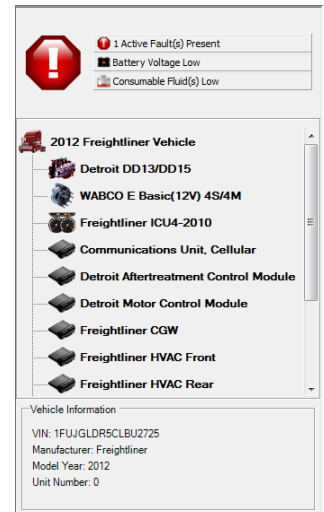 1 Active Fault(s) Present
Battery Voltage Low
Consumable Fluid(s) Low
2012 Freightliner Vehicle
Detroit DD13/DD15
WABCO E Basic(12V) 4S/4M
Freightliner ICU4-2010
Communications Unit, Cellular
Detroit Aftertreatment Control Module
Detroit Motor Control Module
Freightliner CGW
Freightliner HVAC Front
Freightliner HVAC Rear
Vehicle Information
VIN: 1FUJGLDR5CLBU2725
Manufacturer: Freightliner
Model Year: 2012
Unit Number: 0